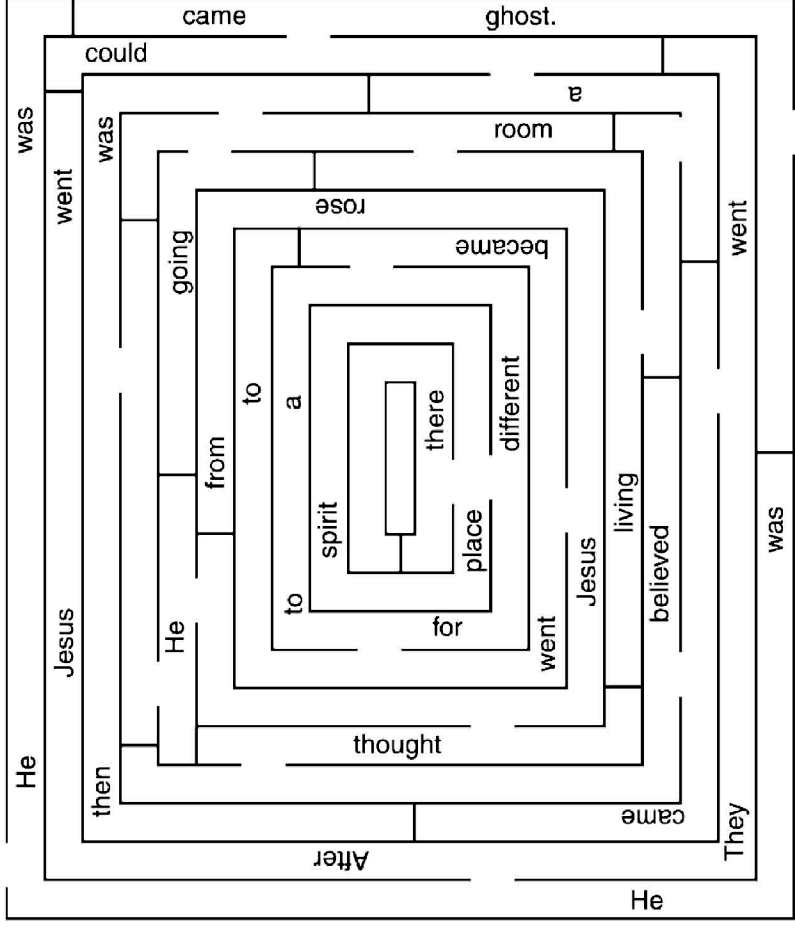 came
ghost.
could
was
a
was
room
went
rose
went
going
became
to
a
different
there
from
spirit
living
was
place
believed
Jesus
to
He
for
went
Jesus
thought
He
then
came
They
After
He